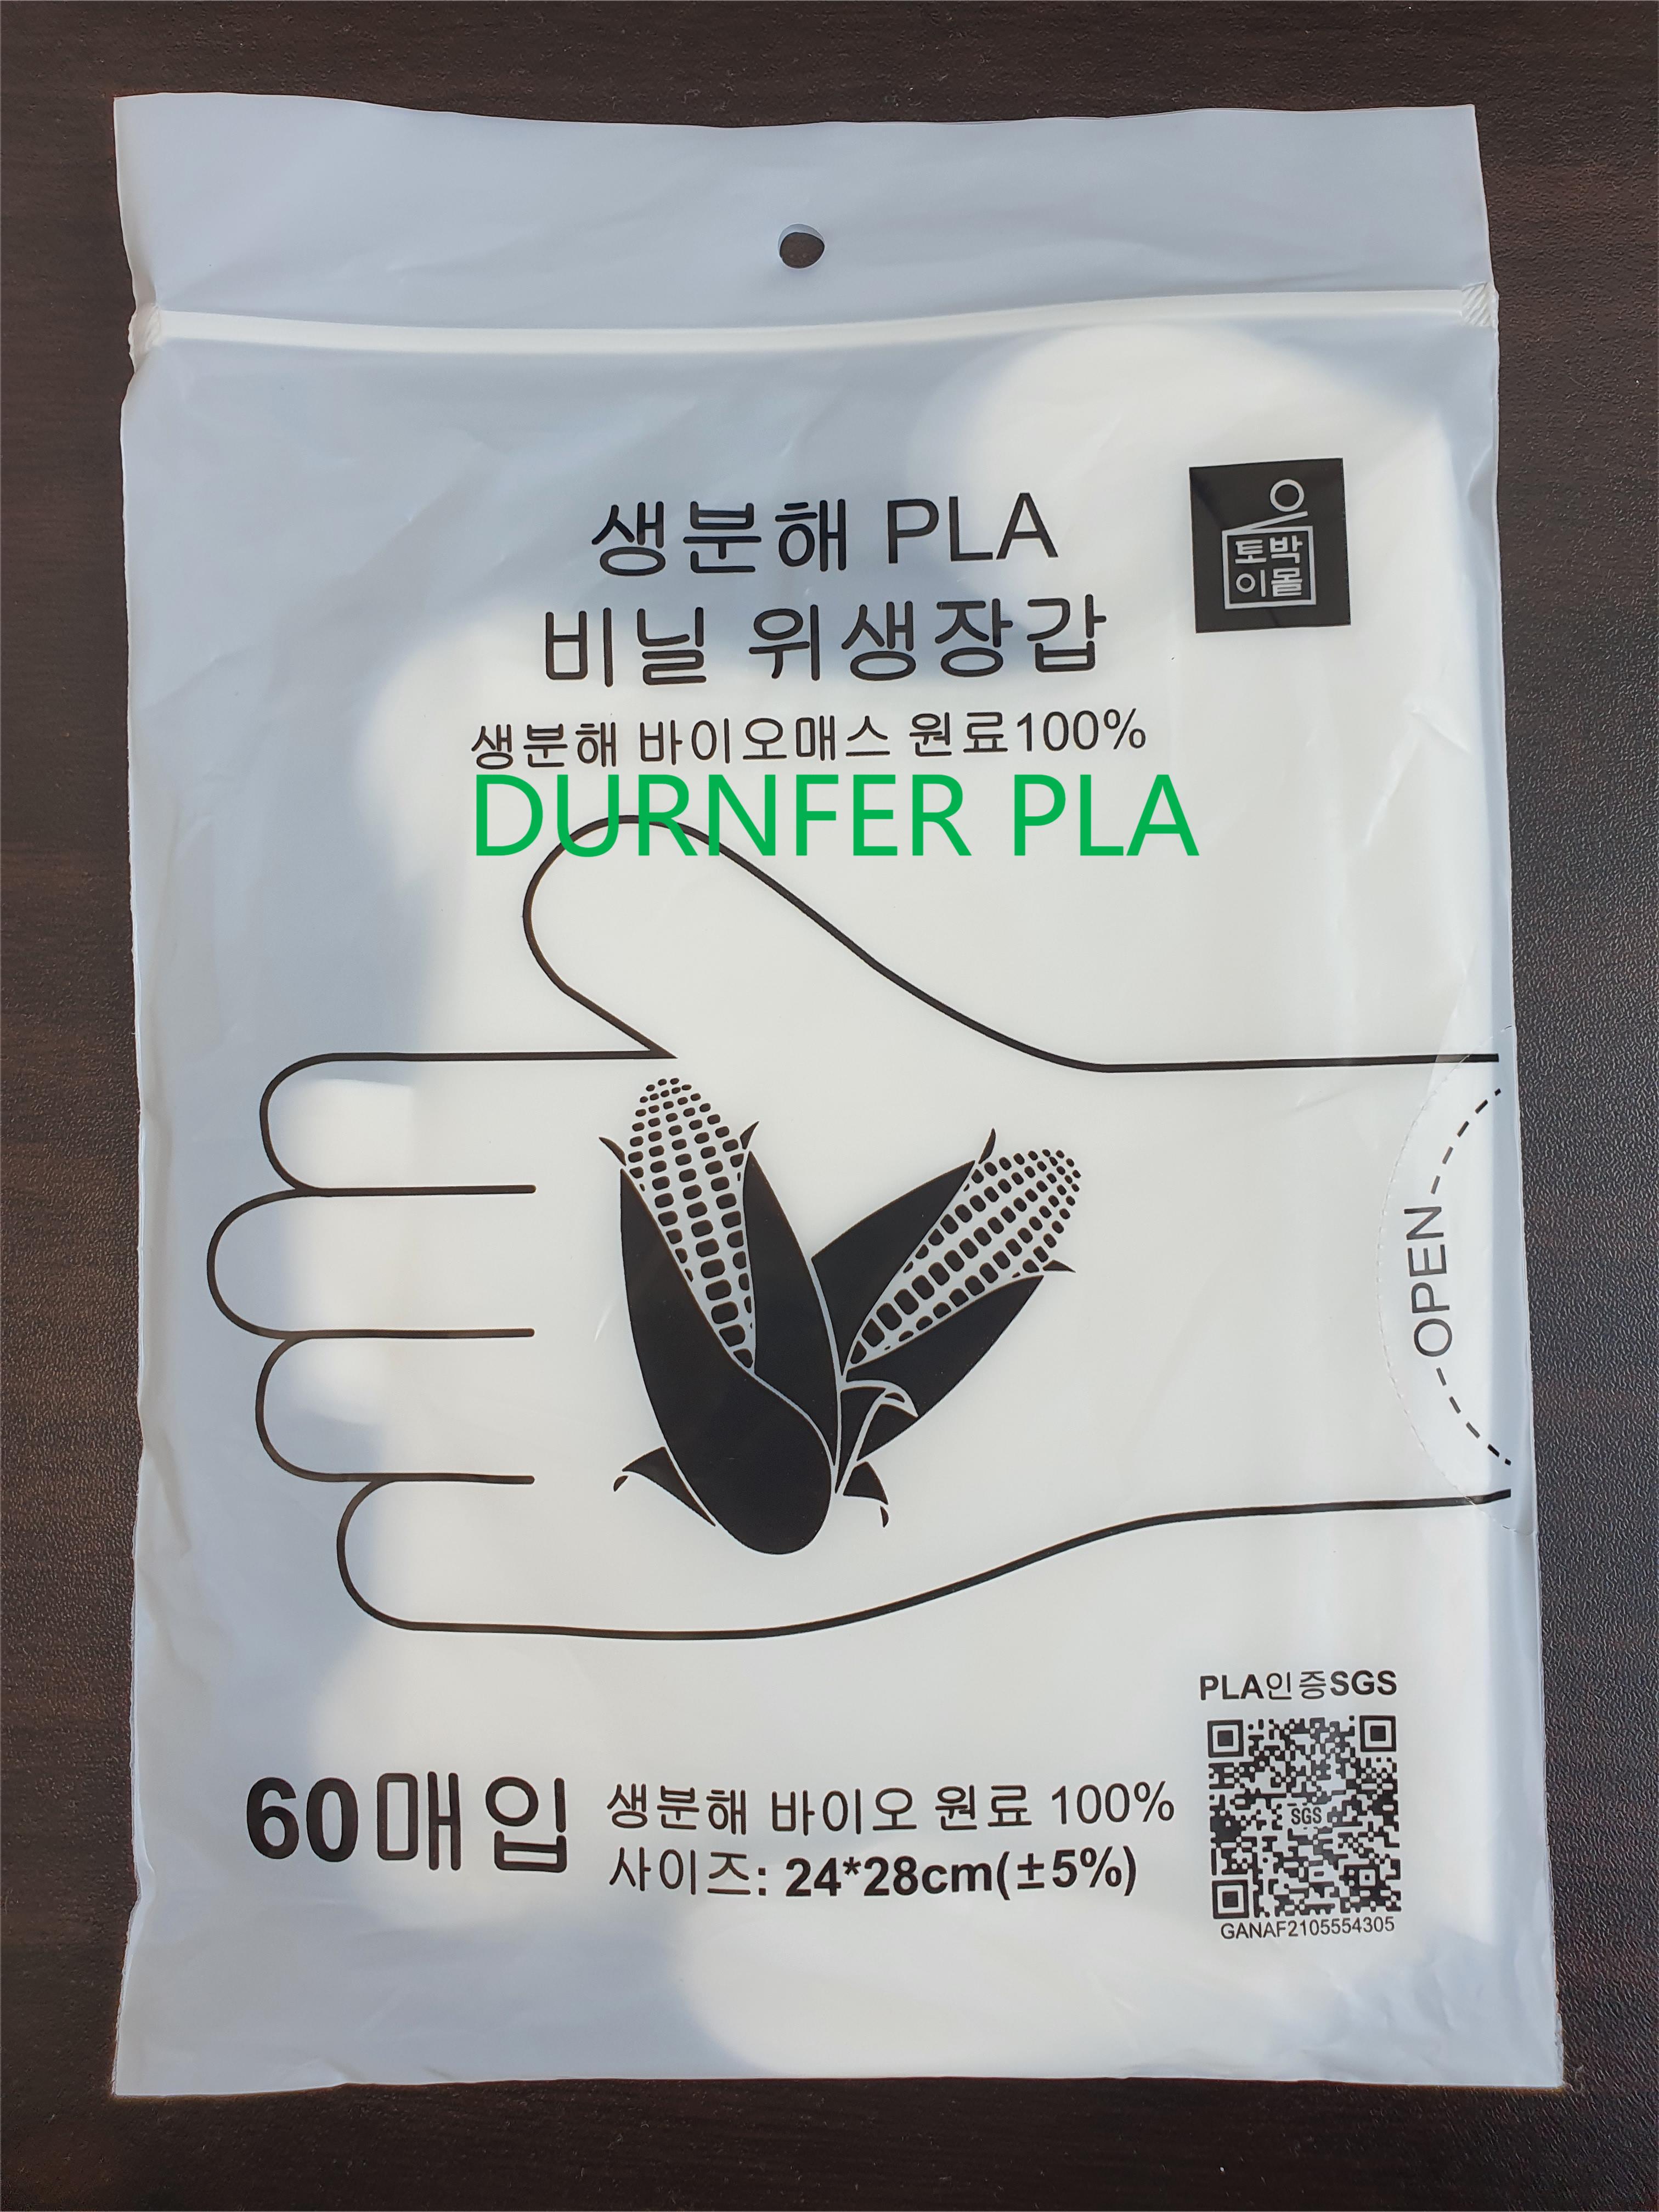 생분해 PLA
비닐 위생장갑
토박
이몰
생분해 바이오매스 원료100%
DURNFER PLA
OPEN
PLA인증SGS
SGS
GANAF2105554305
60매입
생분해 바이오 원료 100%
사이즈: 24*28cm(±5%)